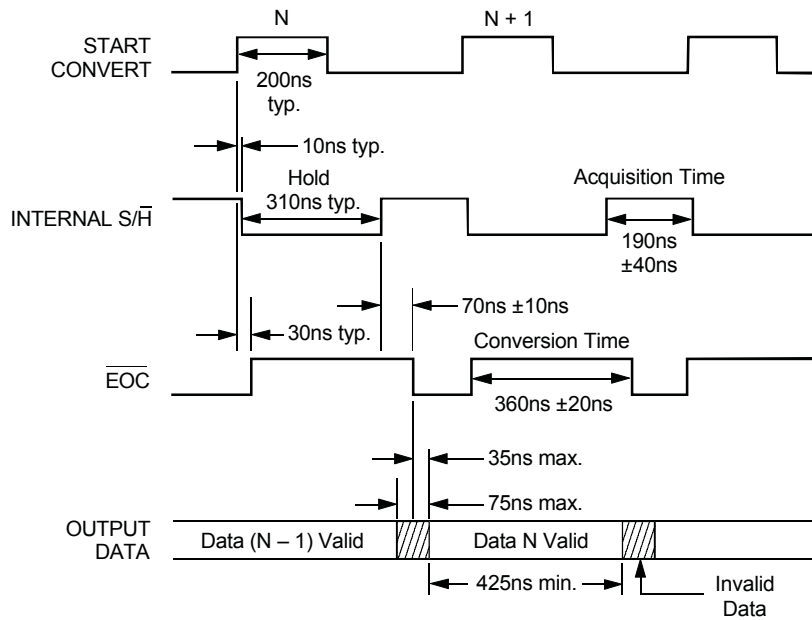 N
N + 1
START
CONVERT
200ns
typ.
10ns typ.
Hold
310ns typ.
Acquisition Time
INTERNAL S/H̅
190ns
±40ns
70ns ±10ns
30ns typ.
Conversion Time
E̅O̅C̅
360ns ±20ns
35ns max.
75ns max.
OUTPUT
DATA
Data (N – 1) Valid
Data N Valid
425ns min.
Invalid
Data